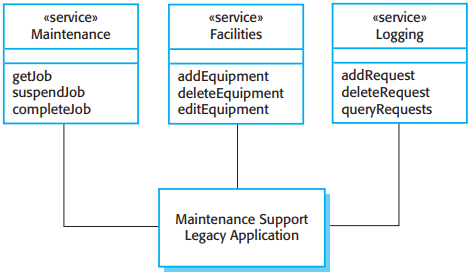 «service»
Maintenance
getJob
suspendJob
completeJob
«service»
Facilities
addEquipment
deleteEquipment
editEquipment
«service»
Logging
addRequest
deleteRequest
queryRequests
Maintenance Support
Legacy Application